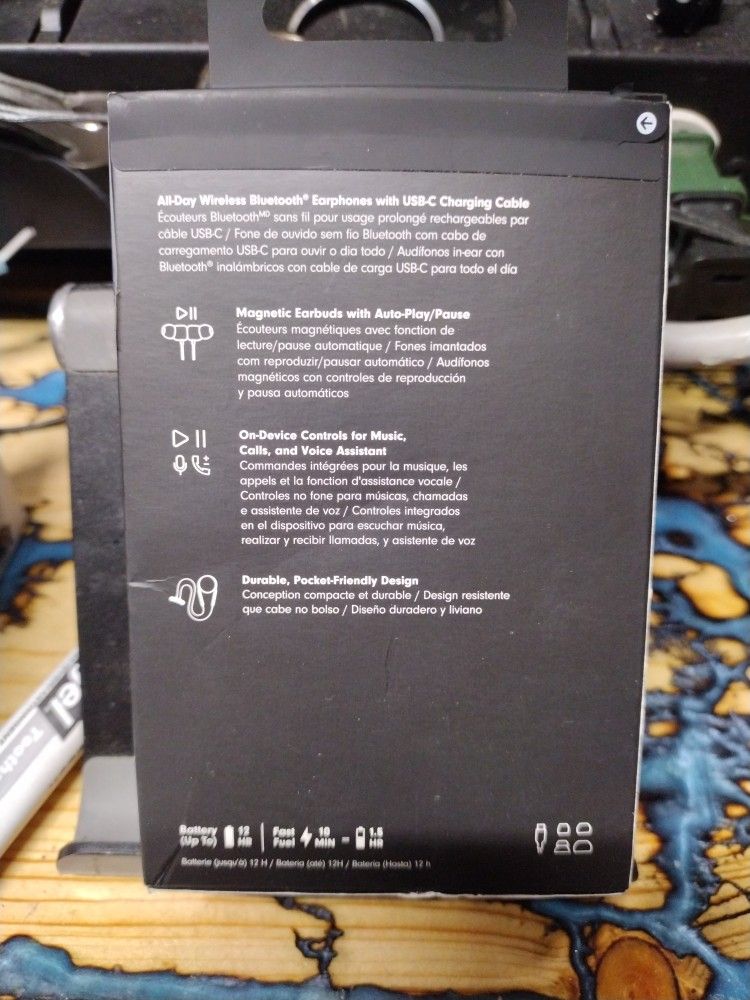 All-Day Wireless Bluetooth® Earphones with USB-C Charging Cable
Écouteurs Bluetoothᴹᴰ sans fil pour usage prolongé rechargeables par
câble USB-C / Fone de ouvido sem fio Bluetooth com cabo de
carregamento USB-C para ouvir o dia todo / Audífonos in-ear con
Bluetooth® inalámbricos con cable de carga USB-C para todo el día
Magnetic Earbuds with Auto-Play/Pause
Écouteurs magnétiques avec fonction de
lecture/pause automatique / Fones imantados
com reproduzir/pausar automático / Audífonos
magnéticos con controles de reproducción
y pausa automáticos
On-Device Controls for Music,
Calls, and Voice Assistant
Commandes intégrées pour la musique, les
appels et la fonction d'assistance vocale /
Controles no fone para músicas, chamadas
e assistente de voz / Controles integrados
en el dispositivo para escuchar música,
realizar y recibir llamadas, y asistente de voz
Durable, Pocket-Friendly Design
Conception compacte et durable / Design resistente
que cabe no bolso / Diseño duradero y liviano
Battery 12 | Fast 10 = 1.5
(Up To) HR Fuel MIN HR
Batterie (jusqu'à) 12 H / Bateria (até) 12H / Batería (Hasta) 12 h